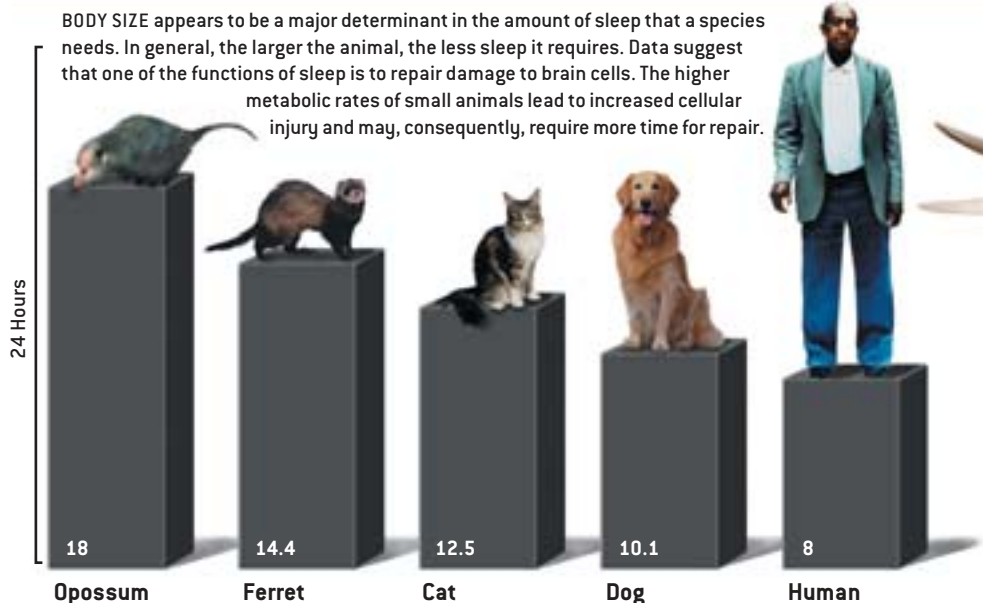 BODY SIZE appears to be a major determinant in the amount of sleep that a species
needs. In general, the larger the animal, the less sleep it requires. Data suggest
that one of the functions of sleep is to repair damage to brain cells. The higher
metabolic rates of small animals lead to increased cellular
injury and may, consequently, require more time for repair.
24 Hours
18
14.4
12.5
10.1
8
Opossum
Ferret
Cat
Dog
Human